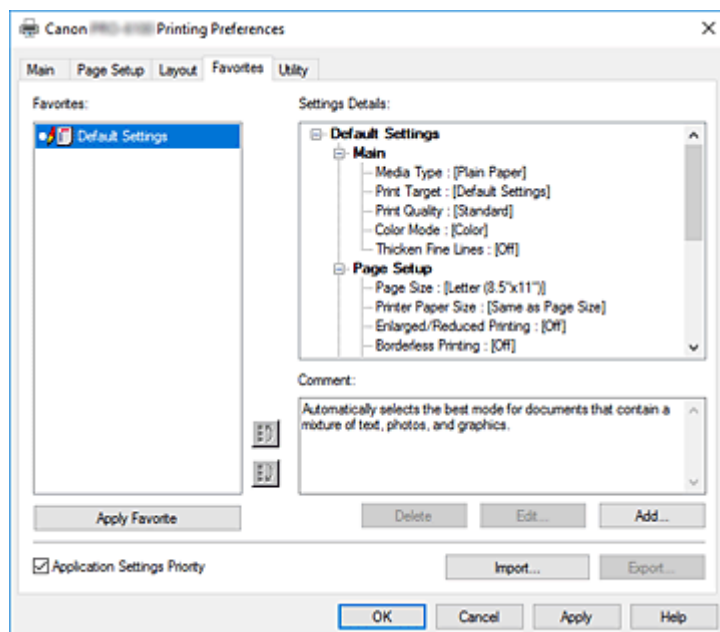 Canon Printing Preferences
Main Page Setup Layout Favorites Utility
Favorites:
Default Settings
Apply Favorite
Settings Details:
Default Settings
Main
Media Type : [Plain Paper]
Print Target : [Default Settings]
Print Quality : [Standard]
Color Mode : [Color]
Thicken Fine Lines : [Off]
Page Setup
Page Size : [Letter (8.5"x11")]
Printer Paper Size : [Same as Page Size]
Enlarged/Reduced Printing : [Off]
Borderless Printing : [Off]
Comment:
Automatically selects the best mode for documents that contain a
mixture of text, photos, and graphics.
Delete Edit... Add...
Application Settings Priority
Import... Export...
OK Cancel Apply Help